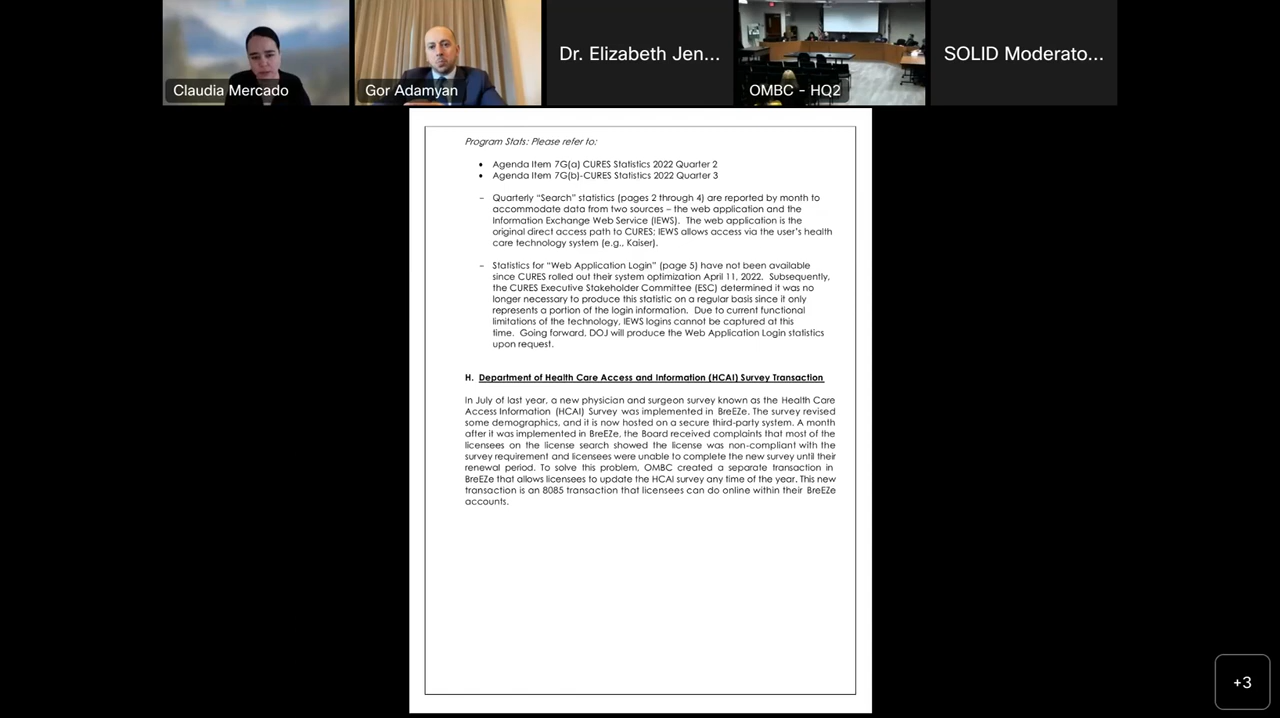 Claudia Mercado
Gor Adamyan
Dr. Elizabeth Jen...
OMBC - HQ2
SOLID Moderato...
Program Stats: Please refer to:
• Agenda Item 7G(a) CURES Statistics 2022 Quarter 2
• Agenda Item 7G(b)-CURES Statistics 2022 Quarter 3
– Quarterly “Search” statistics (pages 2 through 4) are reported by month to
accommodate data from two sources – the web application and the
Information Exchange Web Service (IEWS). The web application is the
original direct access path to CURES; IEWS allows access via the user’s health
care technology system (e.g., Kaiser).
– Statistics for “Web Application Login” (page 5) have not been available
since CURES rolled out their system optimization April 11, 2022. Subsequently,
the CURES Executive Stakeholder Committee (ESC) determined it was no
longer necessary to produce this statistic on a regular basis since it only
represents a portion of the login information. Due to current functional
limitations of the technology, IEWS logins cannot be captured at this
time. Going forward, DOJ will produce the Web Application Login statistics
upon request.
H. Department of Health Care Access and Information (HCAI) Survey Transaction
In July of last year, a new physician and surgeon survey known as the Health Care
Access Information (HCAI) Survey was implemented in BreEZe. The survey revised
some demographics, and it is now hosted on a secure third-party system. A month
after it was implemented in BreEZe, the Board received complaints that most of the
licensees on the license search showed the license was non-compliant with the
survey requirement and licensees were unable to complete the new survey until their
renewal period. To solve this problem, OMBC created a separate transaction in
BreEZe that allows licensees to update the HCAI survey any time of the year. This new
transaction is an 8085 transaction that licensees can do online within their BreEZe
accounts.
+3